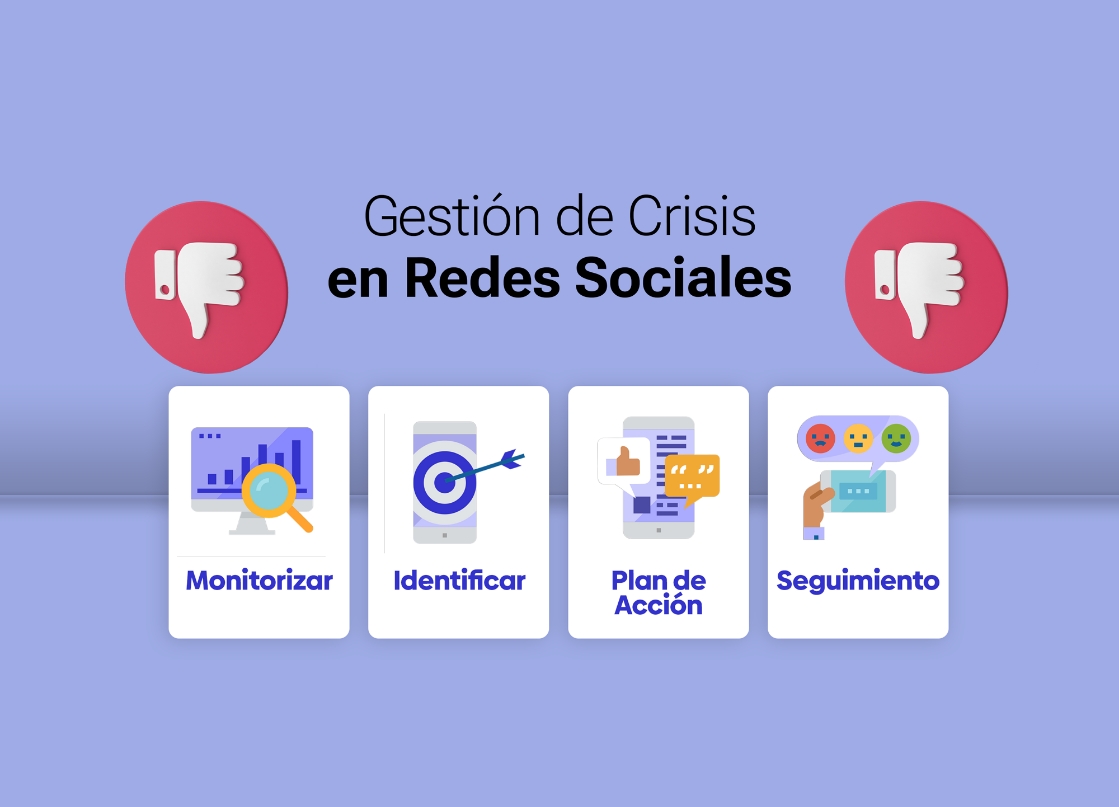 Gestión de Crisis
en Redes Sociales
Monitorizar
Identificar
Plan de
Acción
Seguimiento